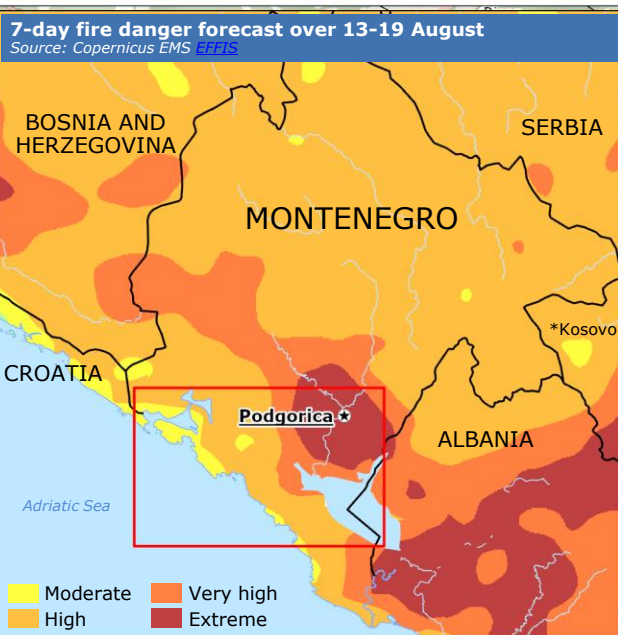 7-day fire danger forecast over 13-19 August
Source: Copernicus EMS EFFIS
BOSNIA AND
HERZEGOVINA
SERBIA
MONTENEGRO
*Kosovo
CROATIA
Podgorica
ALBANIA
Adriatic Sea
Moderate
Very high
High
Extreme